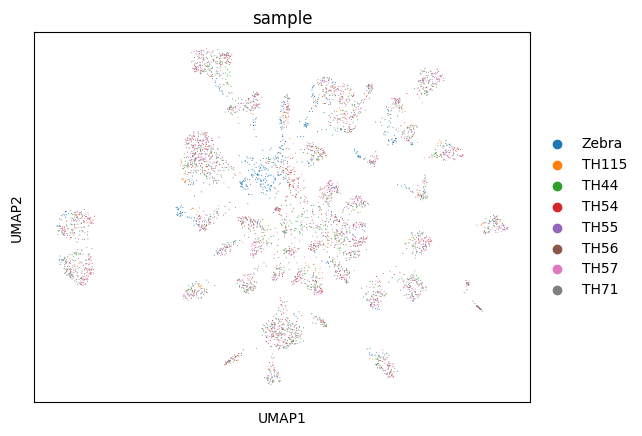 sample
UMAP2
UMAP1
Zebra
TH115
TH44
TH54
TH55
TH56
TH57
TH71